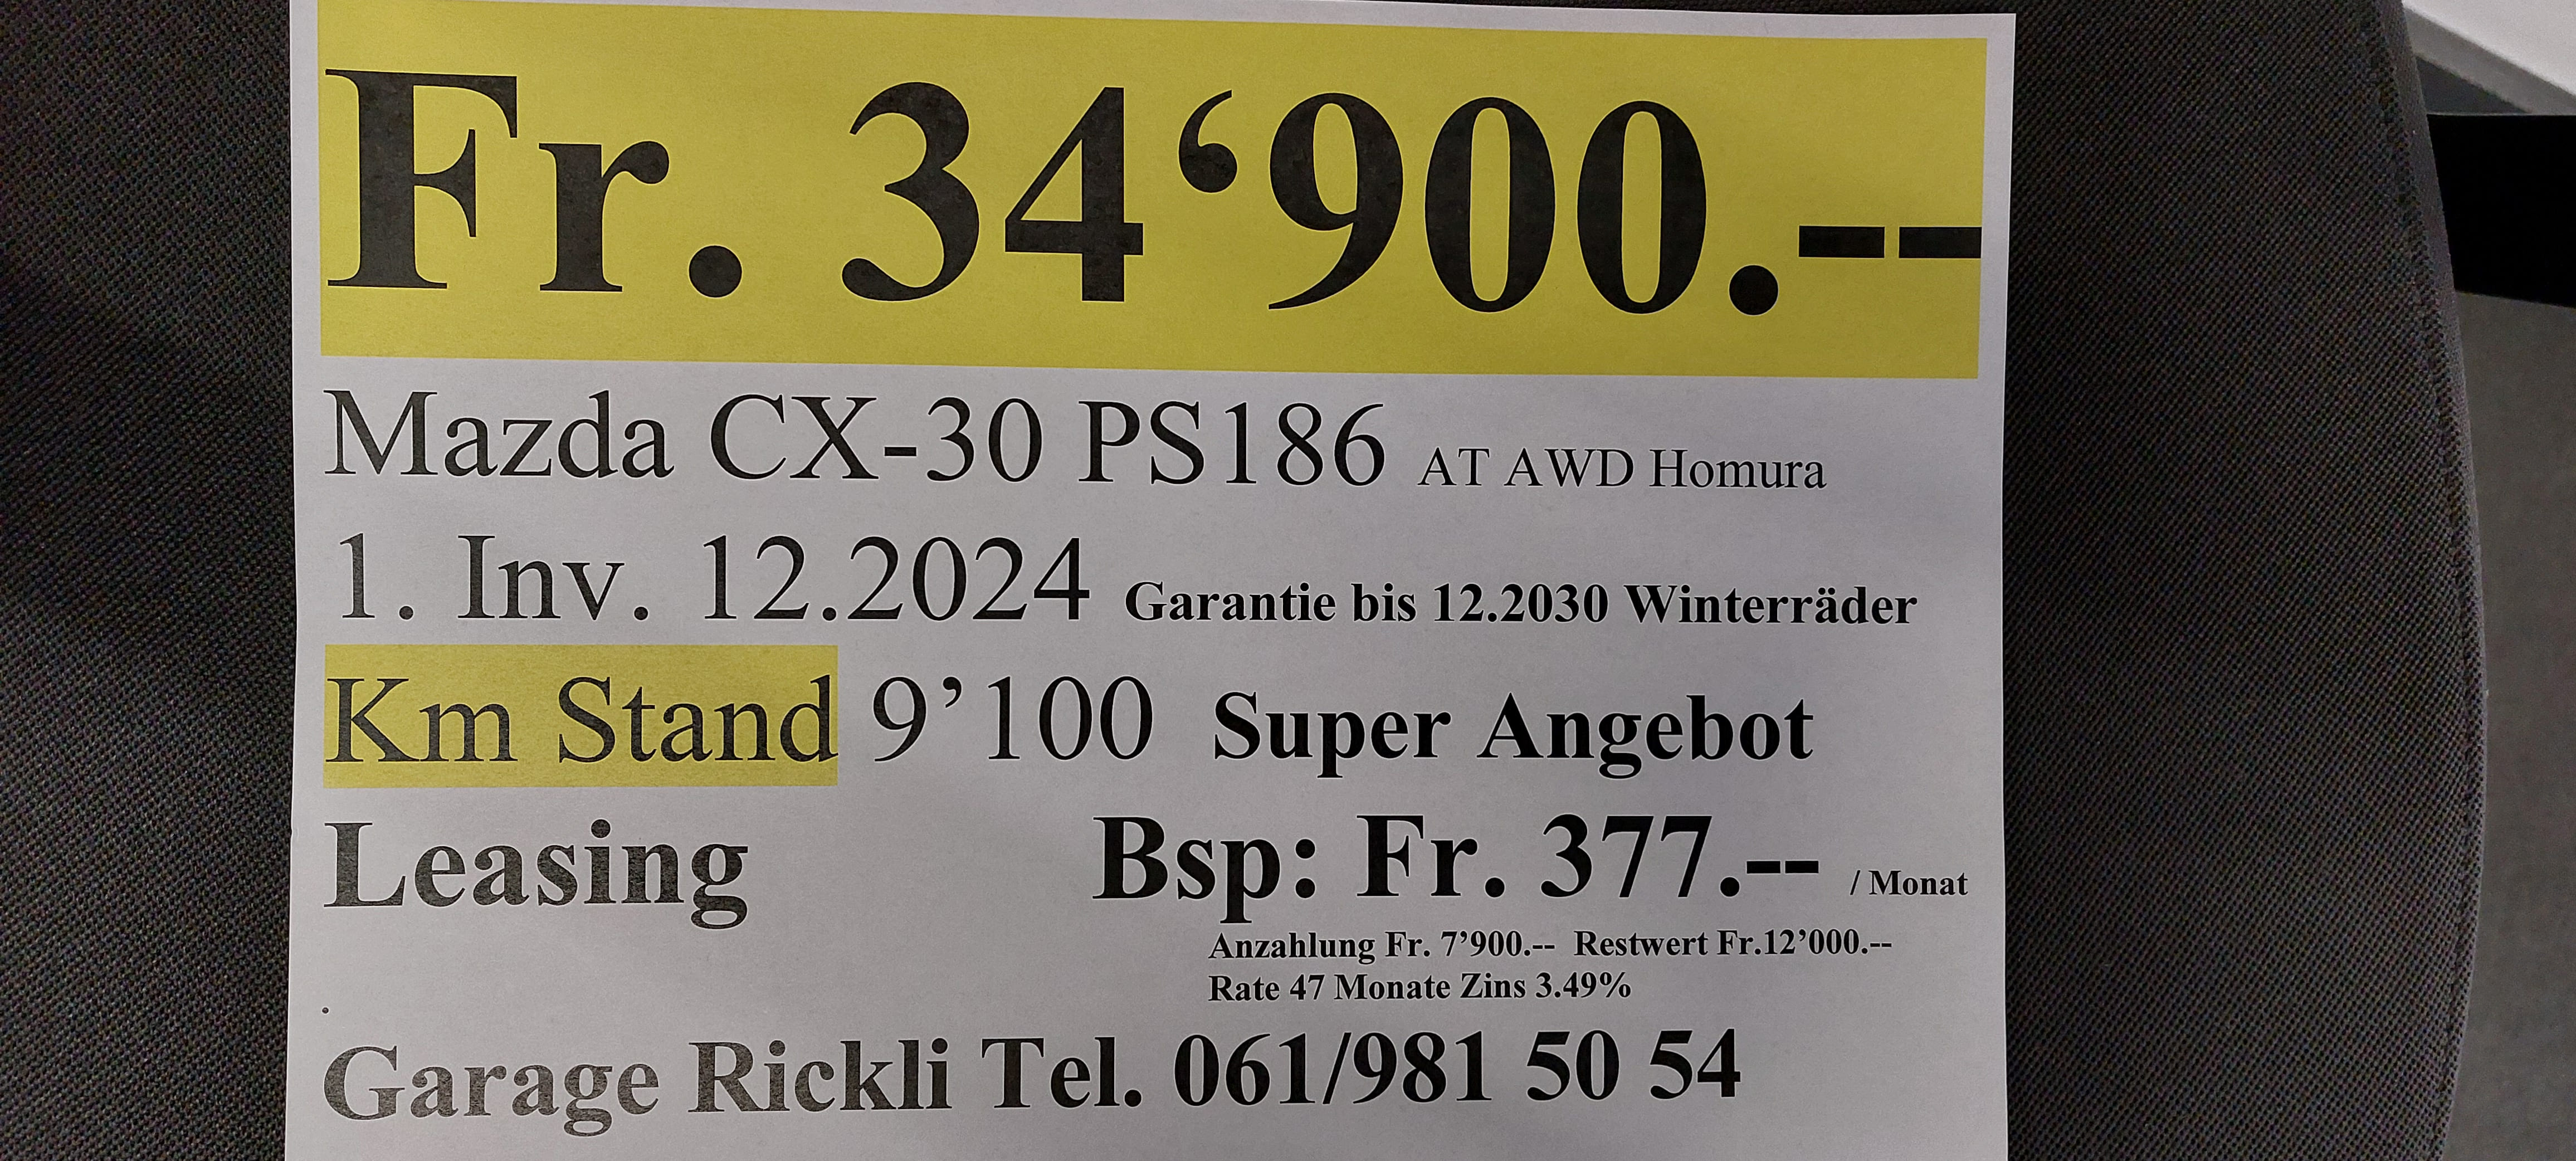 Fr. 34‘900.--
Mazda CX-30 PS186 AT AWD Homura
1. Inv. 12.2024 Garantie bis 12.2030 Winterräder
Km Stand 9’100 Super Angebot
Leasing Bsp: Fr. 377.-- / Monat
Anzahlung Fr. 7’900.-- Restwert Fr.12’000.--
Rate 47 Monate Zins 3.49%
.
Garage Rickli Tel. 061/981 50 54